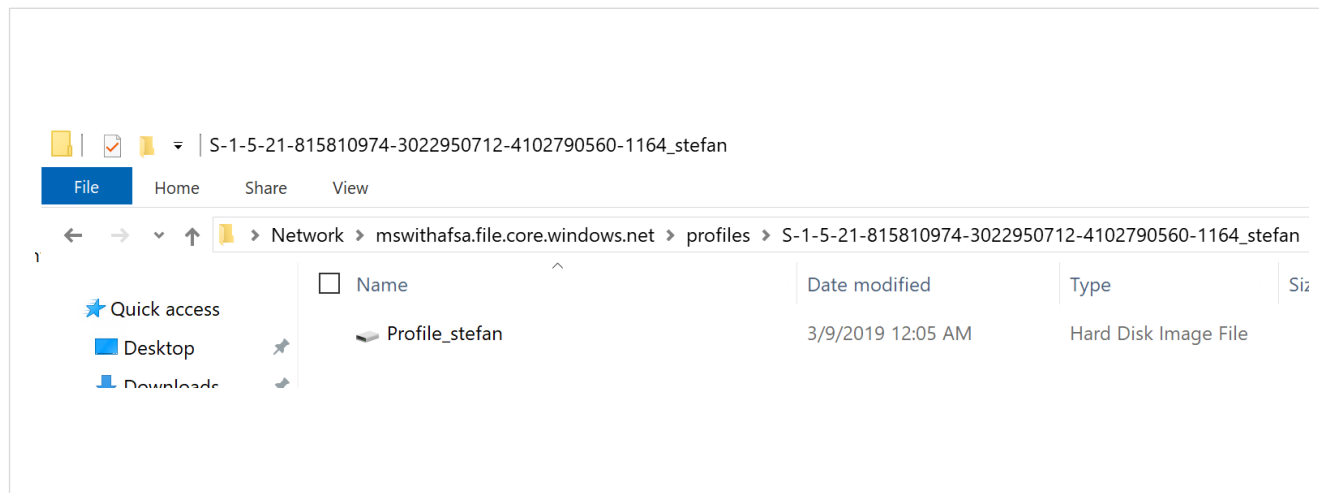 S-1-5-21-815810974-3022950712-4102790560-1164_stefan
File Home Share View
Network > mswithafsa.file.core.windows.net > profiles > S-1-5-21-815810974-3022950712-4102790560-1164_stefan
Name Date modified Type
Quick access
Profile_stefan 3/9/2019 12:05 AM Hard Disk Image File
Desktop
Downloads